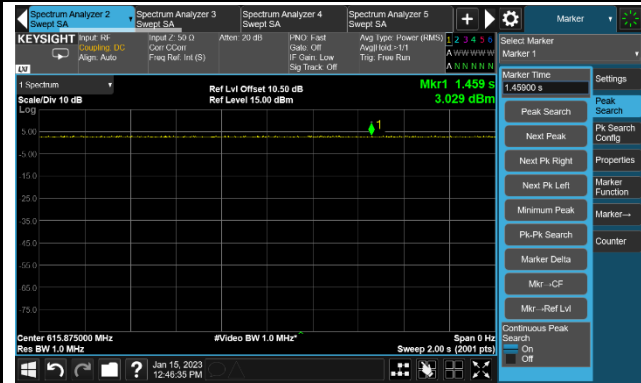 Spectrum Analyzer 2
Swept SA
Spectrum Analyzer 3
Swept SA
Spectrum Analyzer 4
Swept SA
Spectrum Analyzer 5
Swept SA
+
Marker
KEYSIGHT
Input: RF
Coupling: DC
Align: Auto
Input Z: 50 Ω
Corr CCorr
Freq Ref: Int (S)
Atten: 20 dB
PNO: Fast
Gate: Off
IF Gain: Low
Sig Track: Off
Avg Type: Power (RMS)
Avg|Hold:>1/1
Trig: Free Run
1 2 3 4 5 6
A W W W W W
A N N N N N
LXI
Select Marker
Marker 1
1 Spectrum
Scale/Div 10 dB
Log
Ref Lvl Offset 10.50 dB
Ref Level 15.00 dBm
Mkr1 1.459 s
3.029 dBm
1
5.00
-5.00
-15.0
-25.0
-35.0
-45.0
-55.0
-65.0
-75.0
Center 615.875000 MHz
Res BW 1.0 MHz
#Video BW 1.0 MHz*
Span 0 Hz
Sweep 2.00 s (2001 pts)
Marker Time
1.45900 s
Peak Search
Next Peak
Next Pk Right
Next Pk Left
Minimum Peak
Pk-Pk Search
Marker Delta
Mkr→CF
Mkr→Ref Lvl
Continuous Peak
Search
On
Off
Settings
Peak
Search
Pk Search
Config
Properties
Marker
Function
Marker→
Counter
?
Jan 15, 2023
12:46:35 PM